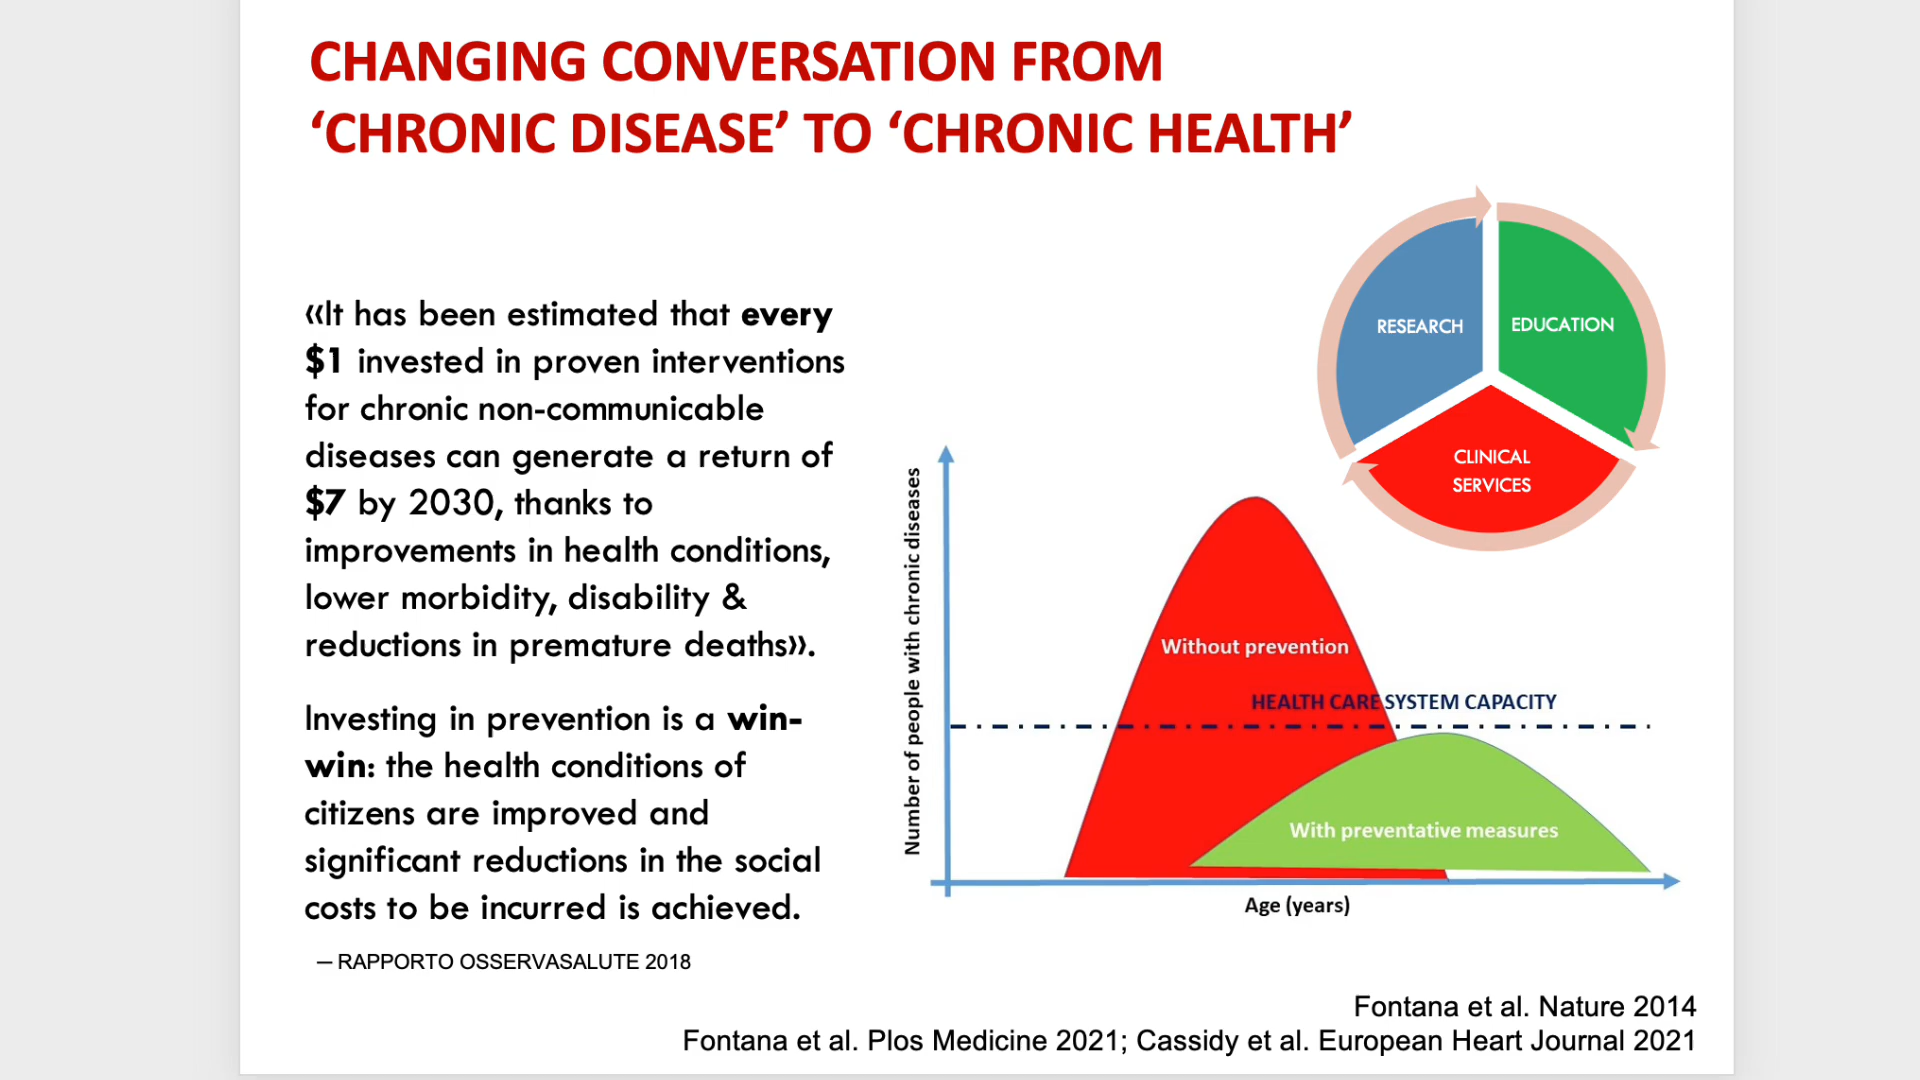 CHANGING CONVERSATION FROM
‘CHRONIC DISEASE’ TO ‘CHRONIC HEALTH’
«It has been estimated that every
$1 invested in proven interventions
for chronic non-communicable
diseases can generate a return of
$7 by 2030, thanks to
improvements in health conditions,
lower morbidity, disability &
reductions in premature deaths».
Investing in prevention is a win-
win: the health conditions of
citizens are improved and
significant reductions in the social
costs to be incurred is achieved.
— RAPPORTO OSSERVASALUTE 2018
RESEARCH
EDUCATION
CLINICAL
SERVICES
Number of people with chronic diseases
Without prevention
HEALTH CARE SYSTEM CAPACITY
With preventative measures
Age (years)
Fontana et al. Nature 2014
Fontana et al. Plos Medicine 2021; Cassidy et al. European Heart Journal 2021